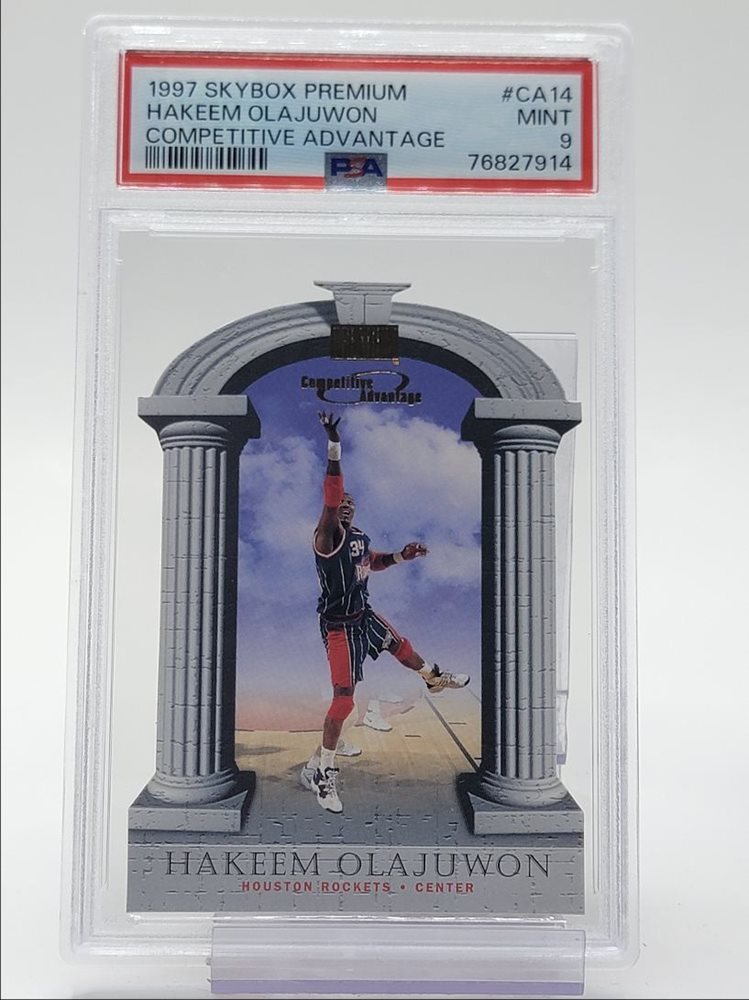 1997 SKYBOX PREMIUM #CA14
HAKEEM OLAJUWON MINT
COMPETITIVE ADVANTAGE 9
PSA 76827914
Competitive
Advantage
34
HAKEEM OLAJUWON
HOUSTON ROCKETS • CENTER